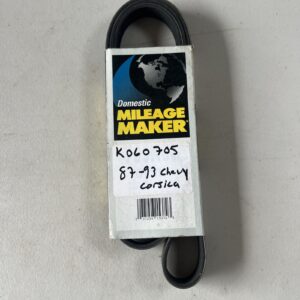 Domestic
MILEAGE
MAKER
K060705
87-93 Chevy
corsica